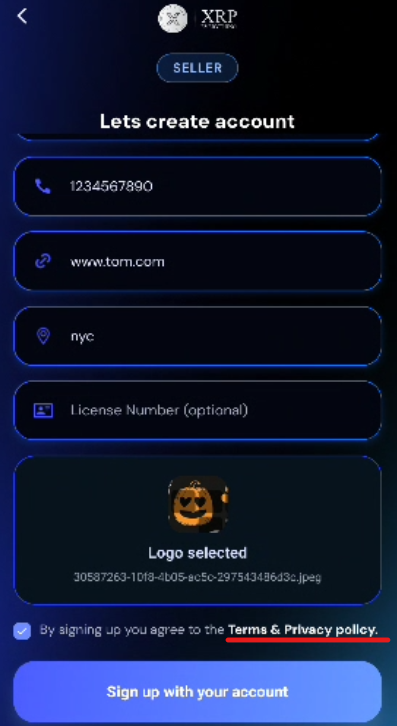 XRP
SELLER
Lets create account
1234567890
www.tom.com
nyc
License Number (optional)
Logo selected
30587263-10f8-4b05-ac5c-297543486d3c.jpeg
By signing up you agree to the Terms & Privacy policy.
Sign up with your account